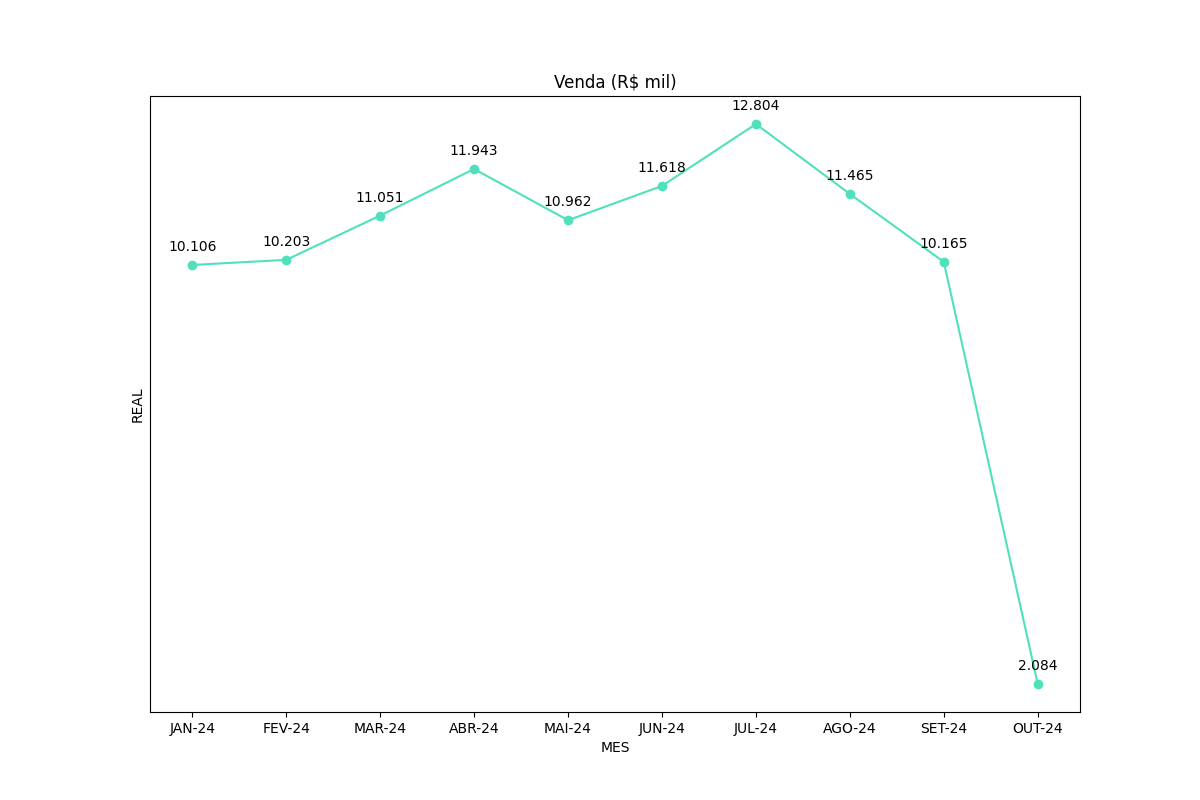 Venda (R$ mil)
12.804
11.943
11.618
11.465
11.051
10.962
10.106
10.203
10.165
REAL
2.084
JAN-24 FEV-24 MAR-24 ABR-24 MAI-24 JUN-24 JUL-24 AGO-24 SET-24 OUT-24
MES